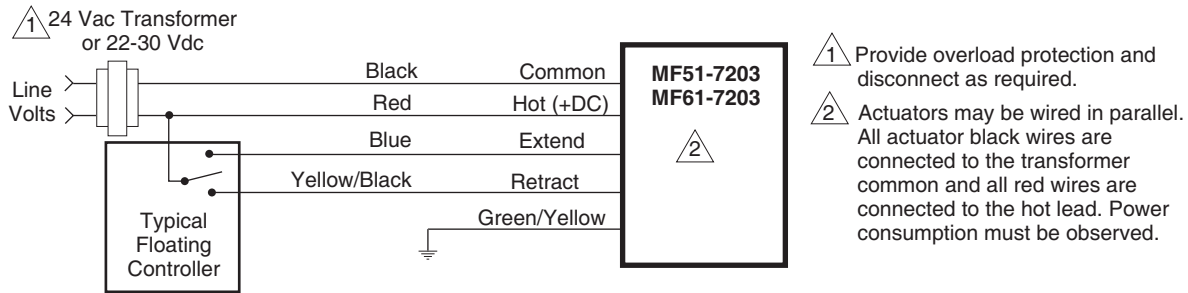 1 24 Vac Transformer
or 22-30 Vdc
Line
Volts
Black Common
Red Hot (+DC)
Blue Extend
Yellow/Black Retract
Green/Yellow
Typical
Floating
Controller
MF51-7203
MF61-7203
2
1 Provide overload protection and
disconnect as required.
2 Actuators may be wired in parallel.
All actuator black wires are
connected to the transformer
common and all red wires are
connected to the hot lead. Power
consumption must be observed.